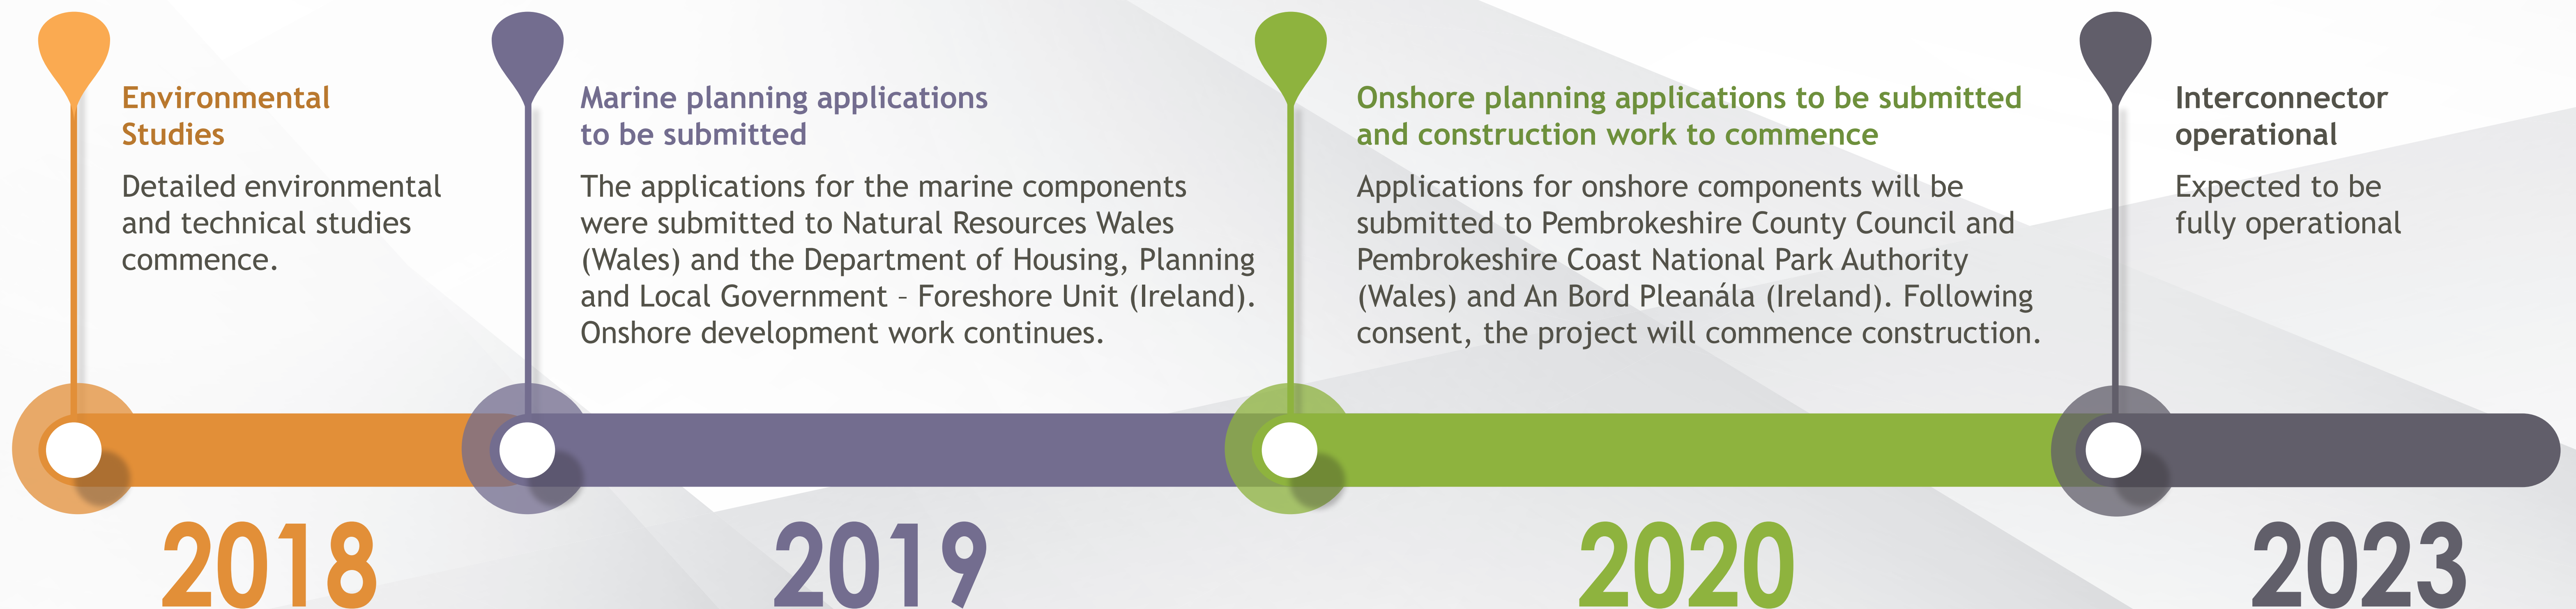 Environmental
Studies
Detailed environmental
and technical studies
commence.
2018
Marine planning applications
to be submitted
The applications for the marine components
were submitted to Natural Resources Wales
(Wales) and the Department of Housing, Planning
and Local Government – Foreshore Unit (Ireland).
Onshore development work continues.
2019
Onshore planning applications to be submitted
and construction work to commence
Applications for onshore components will be
submitted to Pembrokeshire County Council and
Pembrokeshire Coast National Park Authority
(Wales) and An Bord Pleanála (Ireland). Following
consent, the project will commence construction.
2020
Interconnector
operational
Expected to be
fully operational
2023